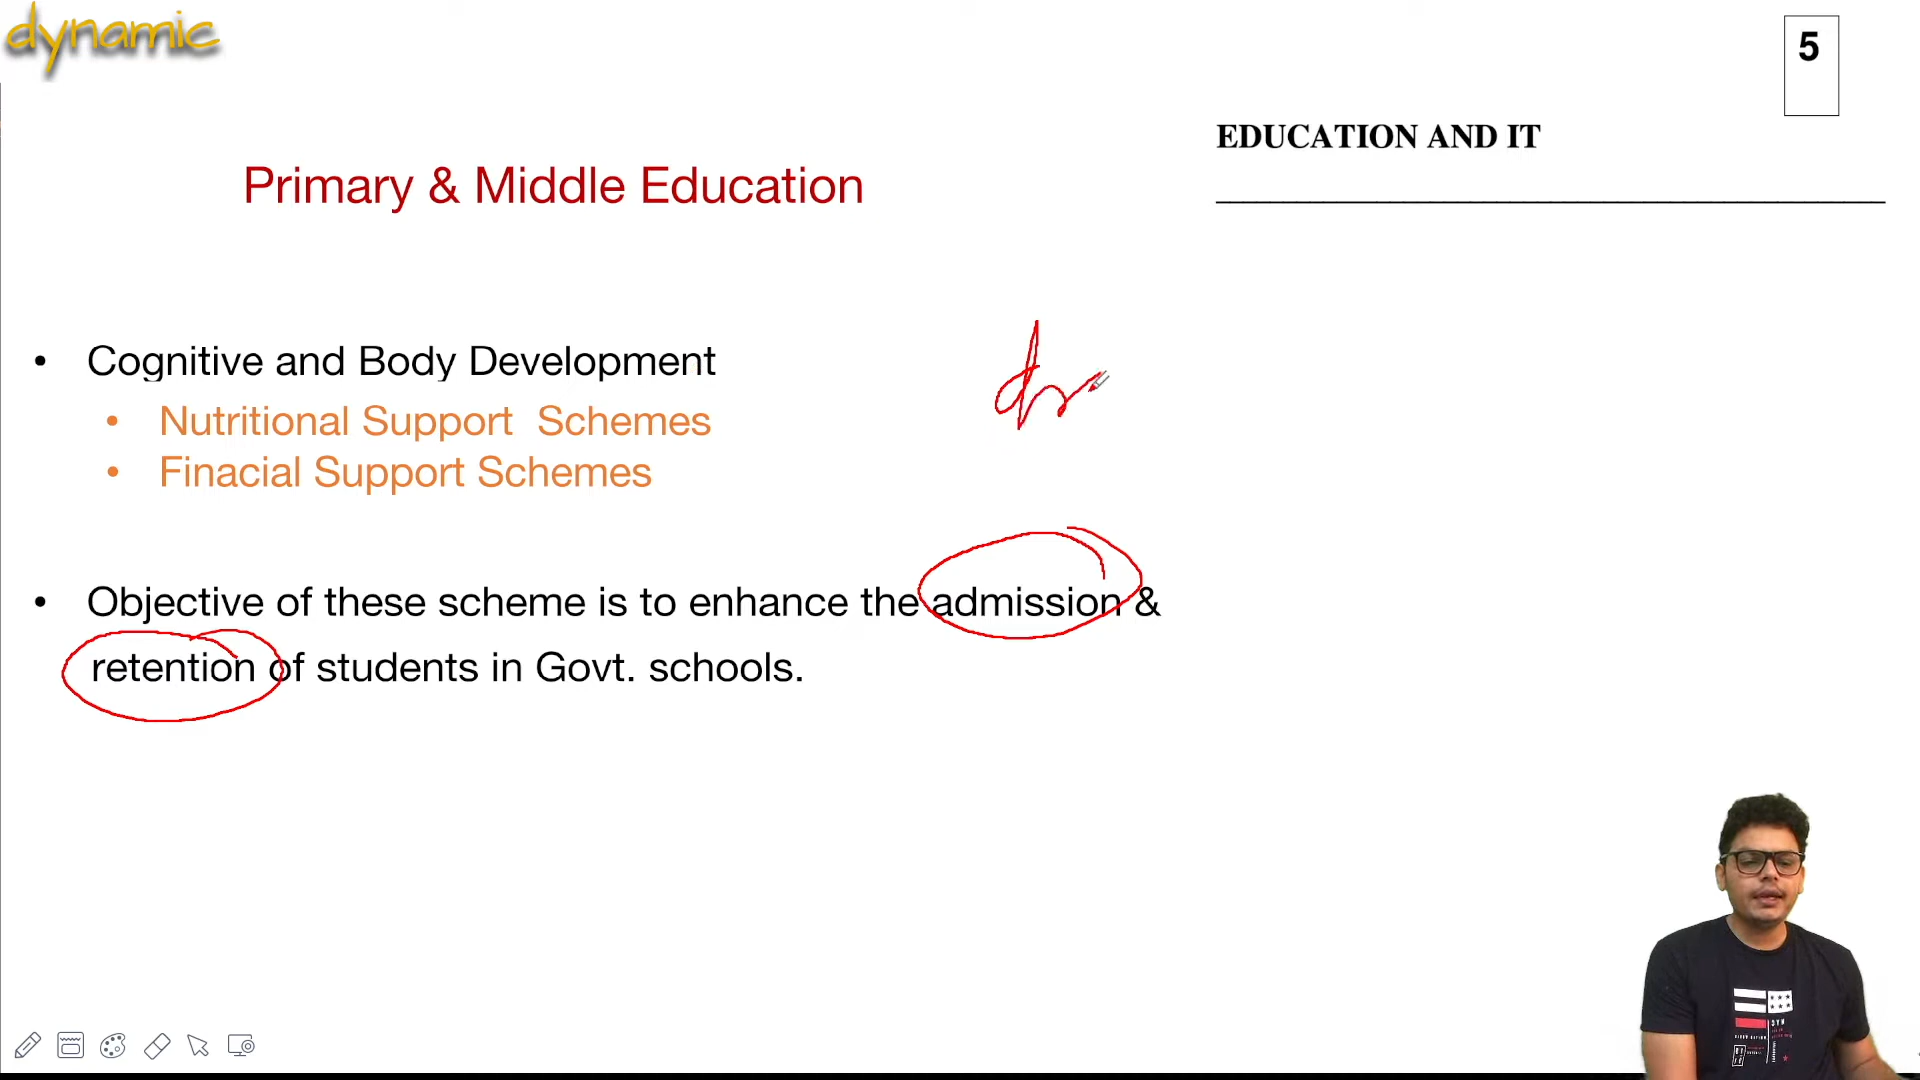 dynamic
5
EDUCATION AND IT
Primary & Middle Education
• Cognitive and Body Development
• Nutritional Support Schemes
• Finacial Support Schemes
• Objective of these scheme is to enhance the admission &
retention of students in Govt. schools.